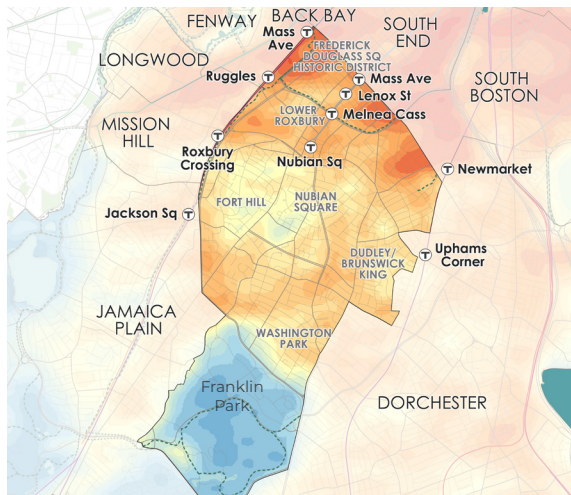 FENWAY
BACK BAY
SOUTH
END
Mass
Ave
FREDERICK
DOUGLASS SQ
HISTORIC DISTRICT
LONGWOOD
Ruggles
T
T
T
Mass Ave
T
Lenox St
SOUTH
BOSTON
LOWER
ROXBURY
T
Melnea Cass
MISSION
HILL
T
Roxbury
Crossing
T
Nubian Sq
T
Newmarket
FORT HILL
NUBIAN
SQUARE
Jackson Sq
T
DUDLEY/
BRUNSWICK
KING
T
Uphams
Corner
JAMAICA
PLAIN
WASHINGTON
PARK
Franklin
Park
DORCHESTER